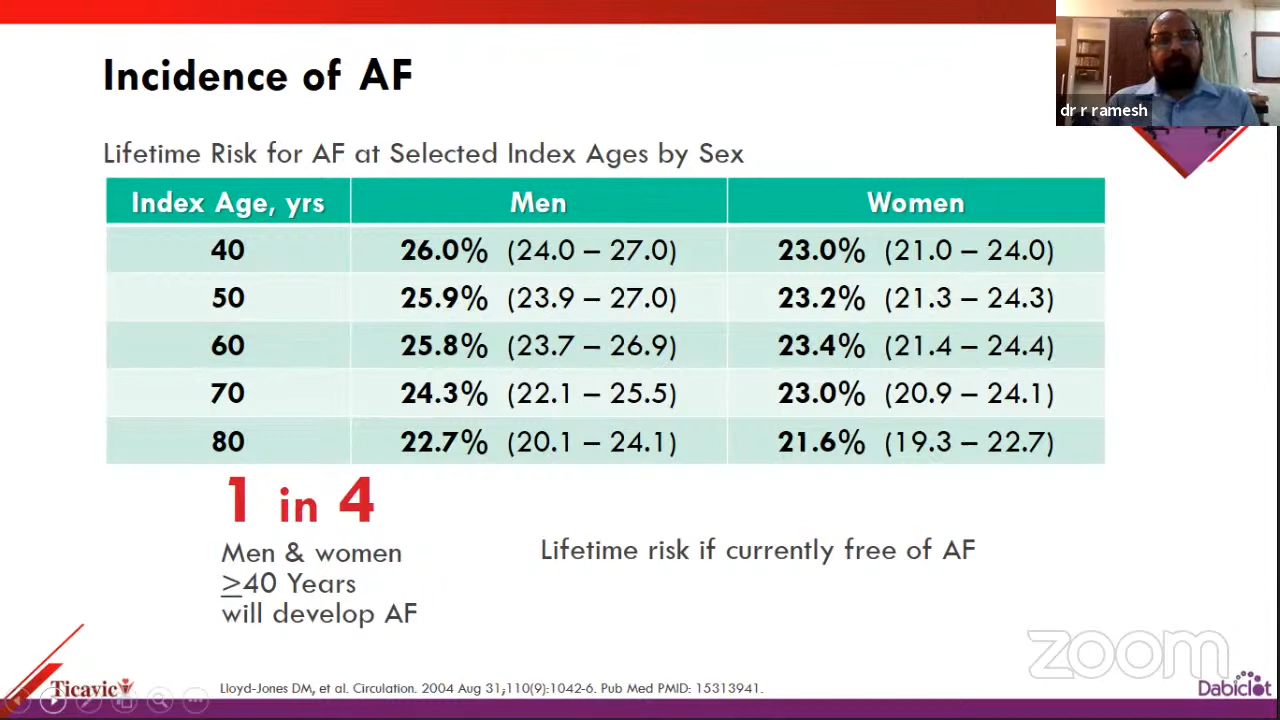 Incidence of AF
dr r ramesh
Lifetime Risk for AF at Selected Index Ages by Sex
Index Age, yrs Men Women
40 26.0% (24.0 – 27.0) 23.0% (21.0 – 24.0)
50 25.9% (23.9 – 27.0) 23.2% (21.3 – 24.3)
60 25.8% (23.7 – 26.9) 23.4% (21.4 – 24.4)
70 24.3% (22.1 – 25.5) 23.0% (20.9 – 24.1)
80 22.7% (20.1 – 24.1) 21.6% (19.3 – 22.7)
1 in 4
Men & women
≥40 Years
will develop AF
Lifetime risk if currently free of AF
zoom
Ticavic
Lloyd-Jones DM, et al. Circulation. 2004 Aug 31;110(9):1042-6. Pub Med PMID: 15313941.
Dabiclot